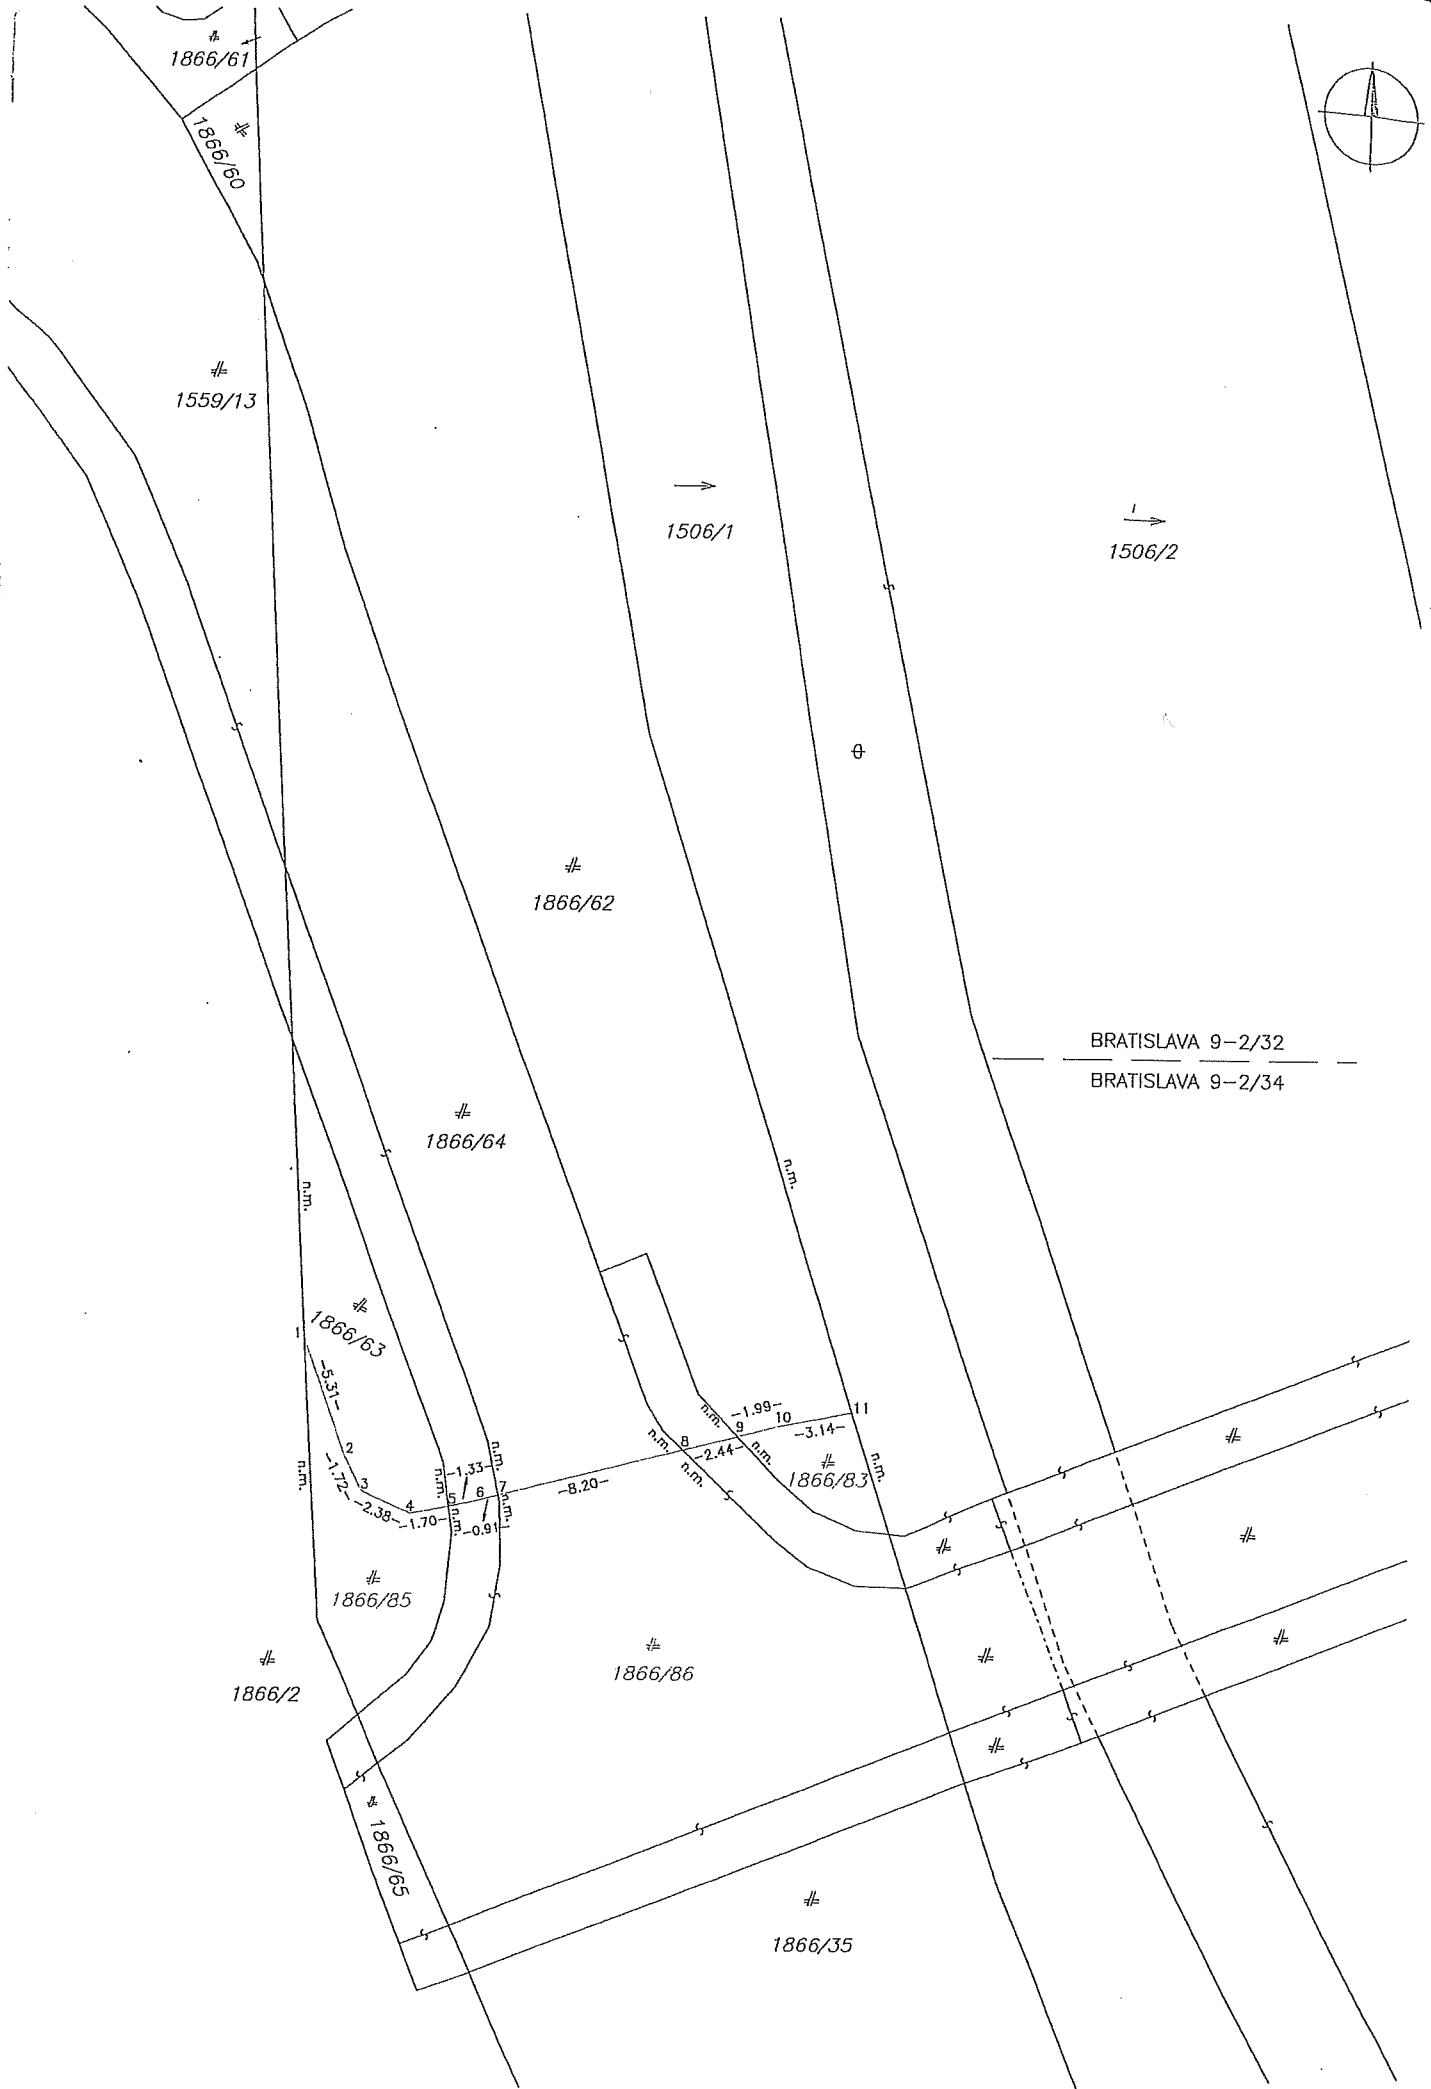 1866/61
1866/60
1559/13
1506/1
1506/2
1866/62
BRATISLAVA 9-2/32
BRATISLAVA 9-2/34
1866/64
n.m.
n.m.
1866/63
1
-5.31-
2
-1.72-
3
-2.38-
4
-1.70-
n.m.
n.m.
-1.33-
5
6
7
n.m.
n.m.
n.m.
-0.91-
-8.20-
n.m.
8
n.m.
-2.44-
n.m.
9
n.m.
-1.99-
10
-3.14-
11
n.m.
1866/83
1866/85
1866/2
1866/86
1866/65
1866/35